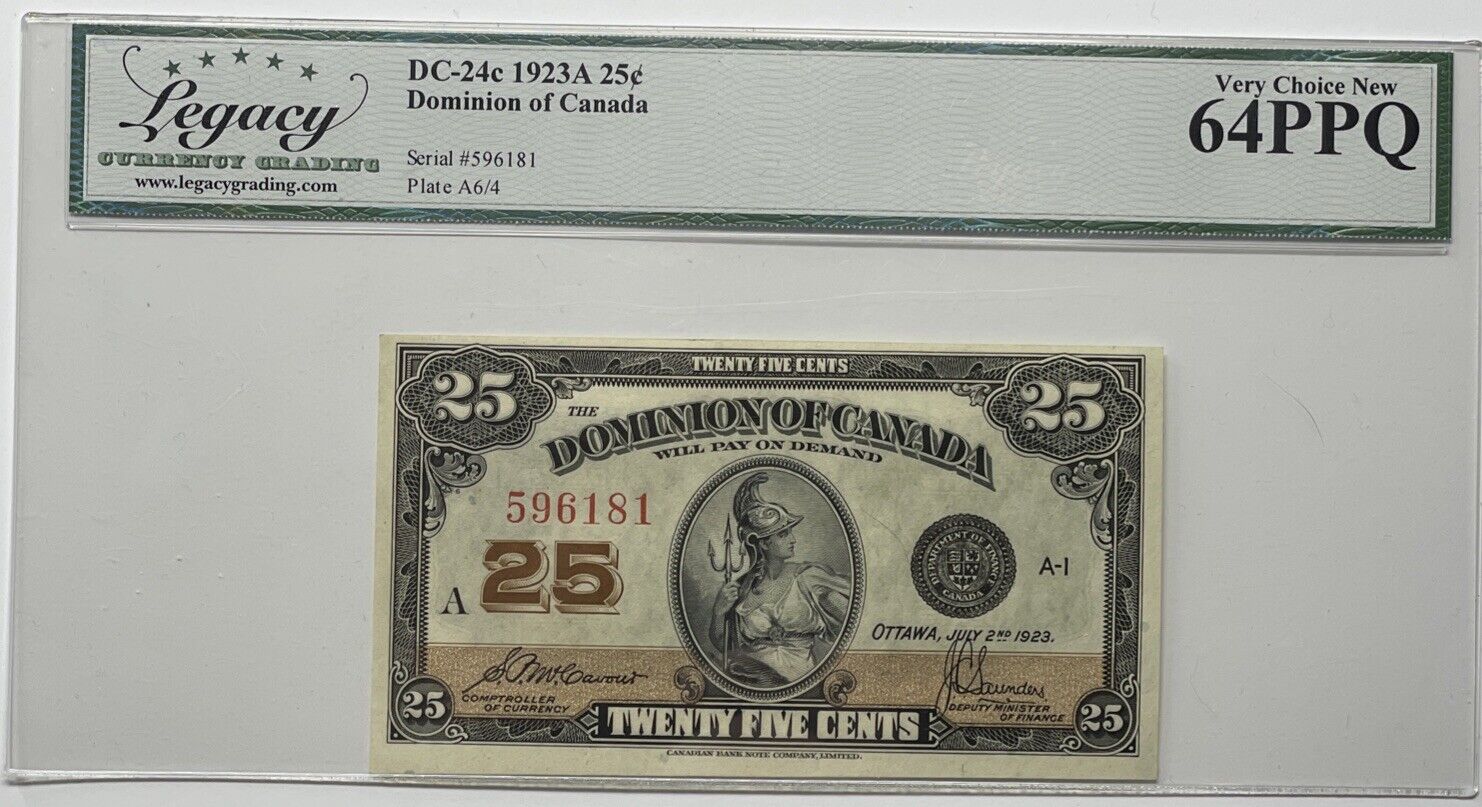 Legacy
CURRENCY GRADING
www.legacygrading.com
DC-24c 1923A 25¢
Dominion of Canada
Serial #596181
Plate A6/4
Very Choice New
64PPQ
TWENTY FIVE CENTS
25
25
THE
DOMINION OF CANADA
WILL PAY ON DEMAND
596181
A 25
DEPARTMENT OF FINANCE
CANADA
A-1
OTTAWA, JULY 2ND 1923.
COMPTROLLER
OF CURRENCY
J.C. Saunders
DEPUTY MINISTER
OF FINANCE
25
TWENTY FIVE CENTS
25
CANADIAN BANK NOTE COMPANY, LIMITED.